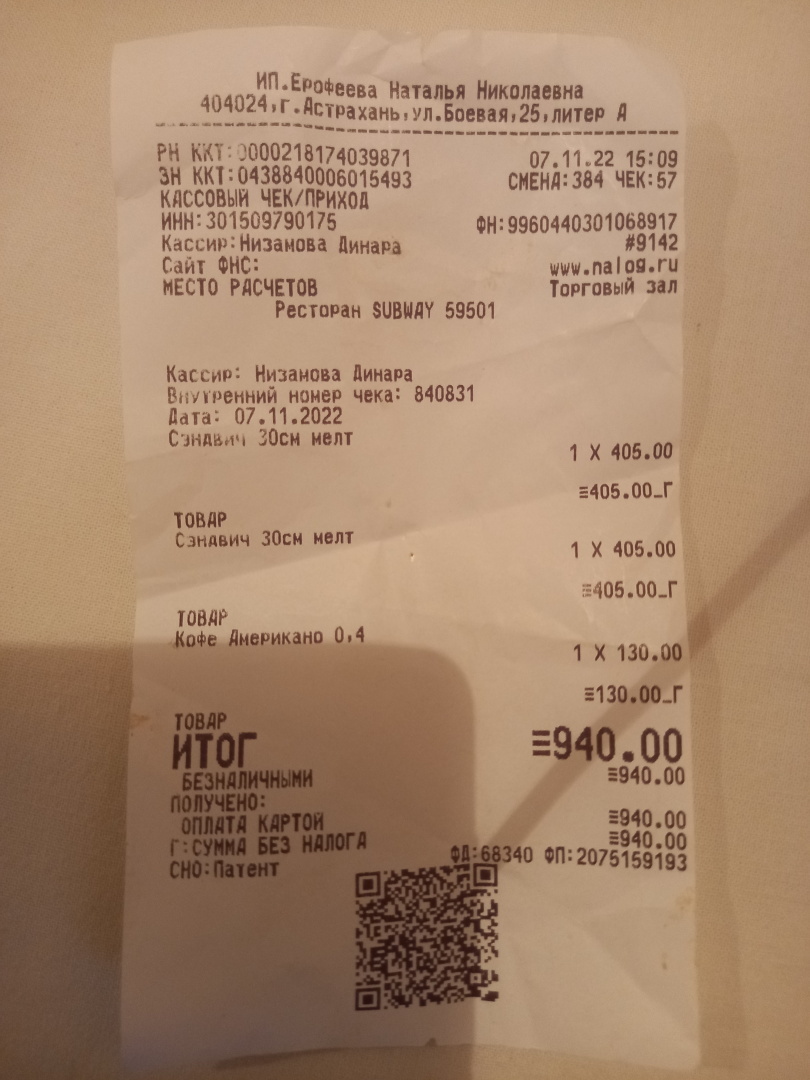 ИП.Ерофеева Наталья Николаевна
404024,г.Астрахань,ул.Боевая,25,литер А
РН ККТ:0000218174039871 07.11.22 15:09
ЗН ККТ:0438840006015493 СМЕНА:384 ЧЕК:57
КАССОВЫЙ ЧЕК/ПРИХОД
ИНН:301509790175 ФН:9960440301068917
Кассир:Низамова Динара #9142
Сайт ФНС: www.nalog.ru
МЕСТО РАСЧЕТОВ Торговый зал
Ресторан SUBWAY 59501
Кассир: Низамова Динара
Внутренний номер чека: 840831
Дата: 07.11.2022
Сэндвич 30см мелт
1 X 405.00
≡405.00_Г
ТОВАР
Сэндвич 30см мелт
1 X 405.00
≡405.00_Г
ТОВАР
Кофе Американо 0,4
1 X 130.00
≡130.00_Г
ТОВАР
ИТОГ ≡940.00
БЕЗНАЛИЧНЫМИ ≡940.00
ПОЛУЧЕНО:
ОПЛАТА КАРТОЙ ≡940.00
Г:СУММА БЕЗ НАЛОГА ≡940.00
СНО:Патент ФД:68340 ФП:2075159193